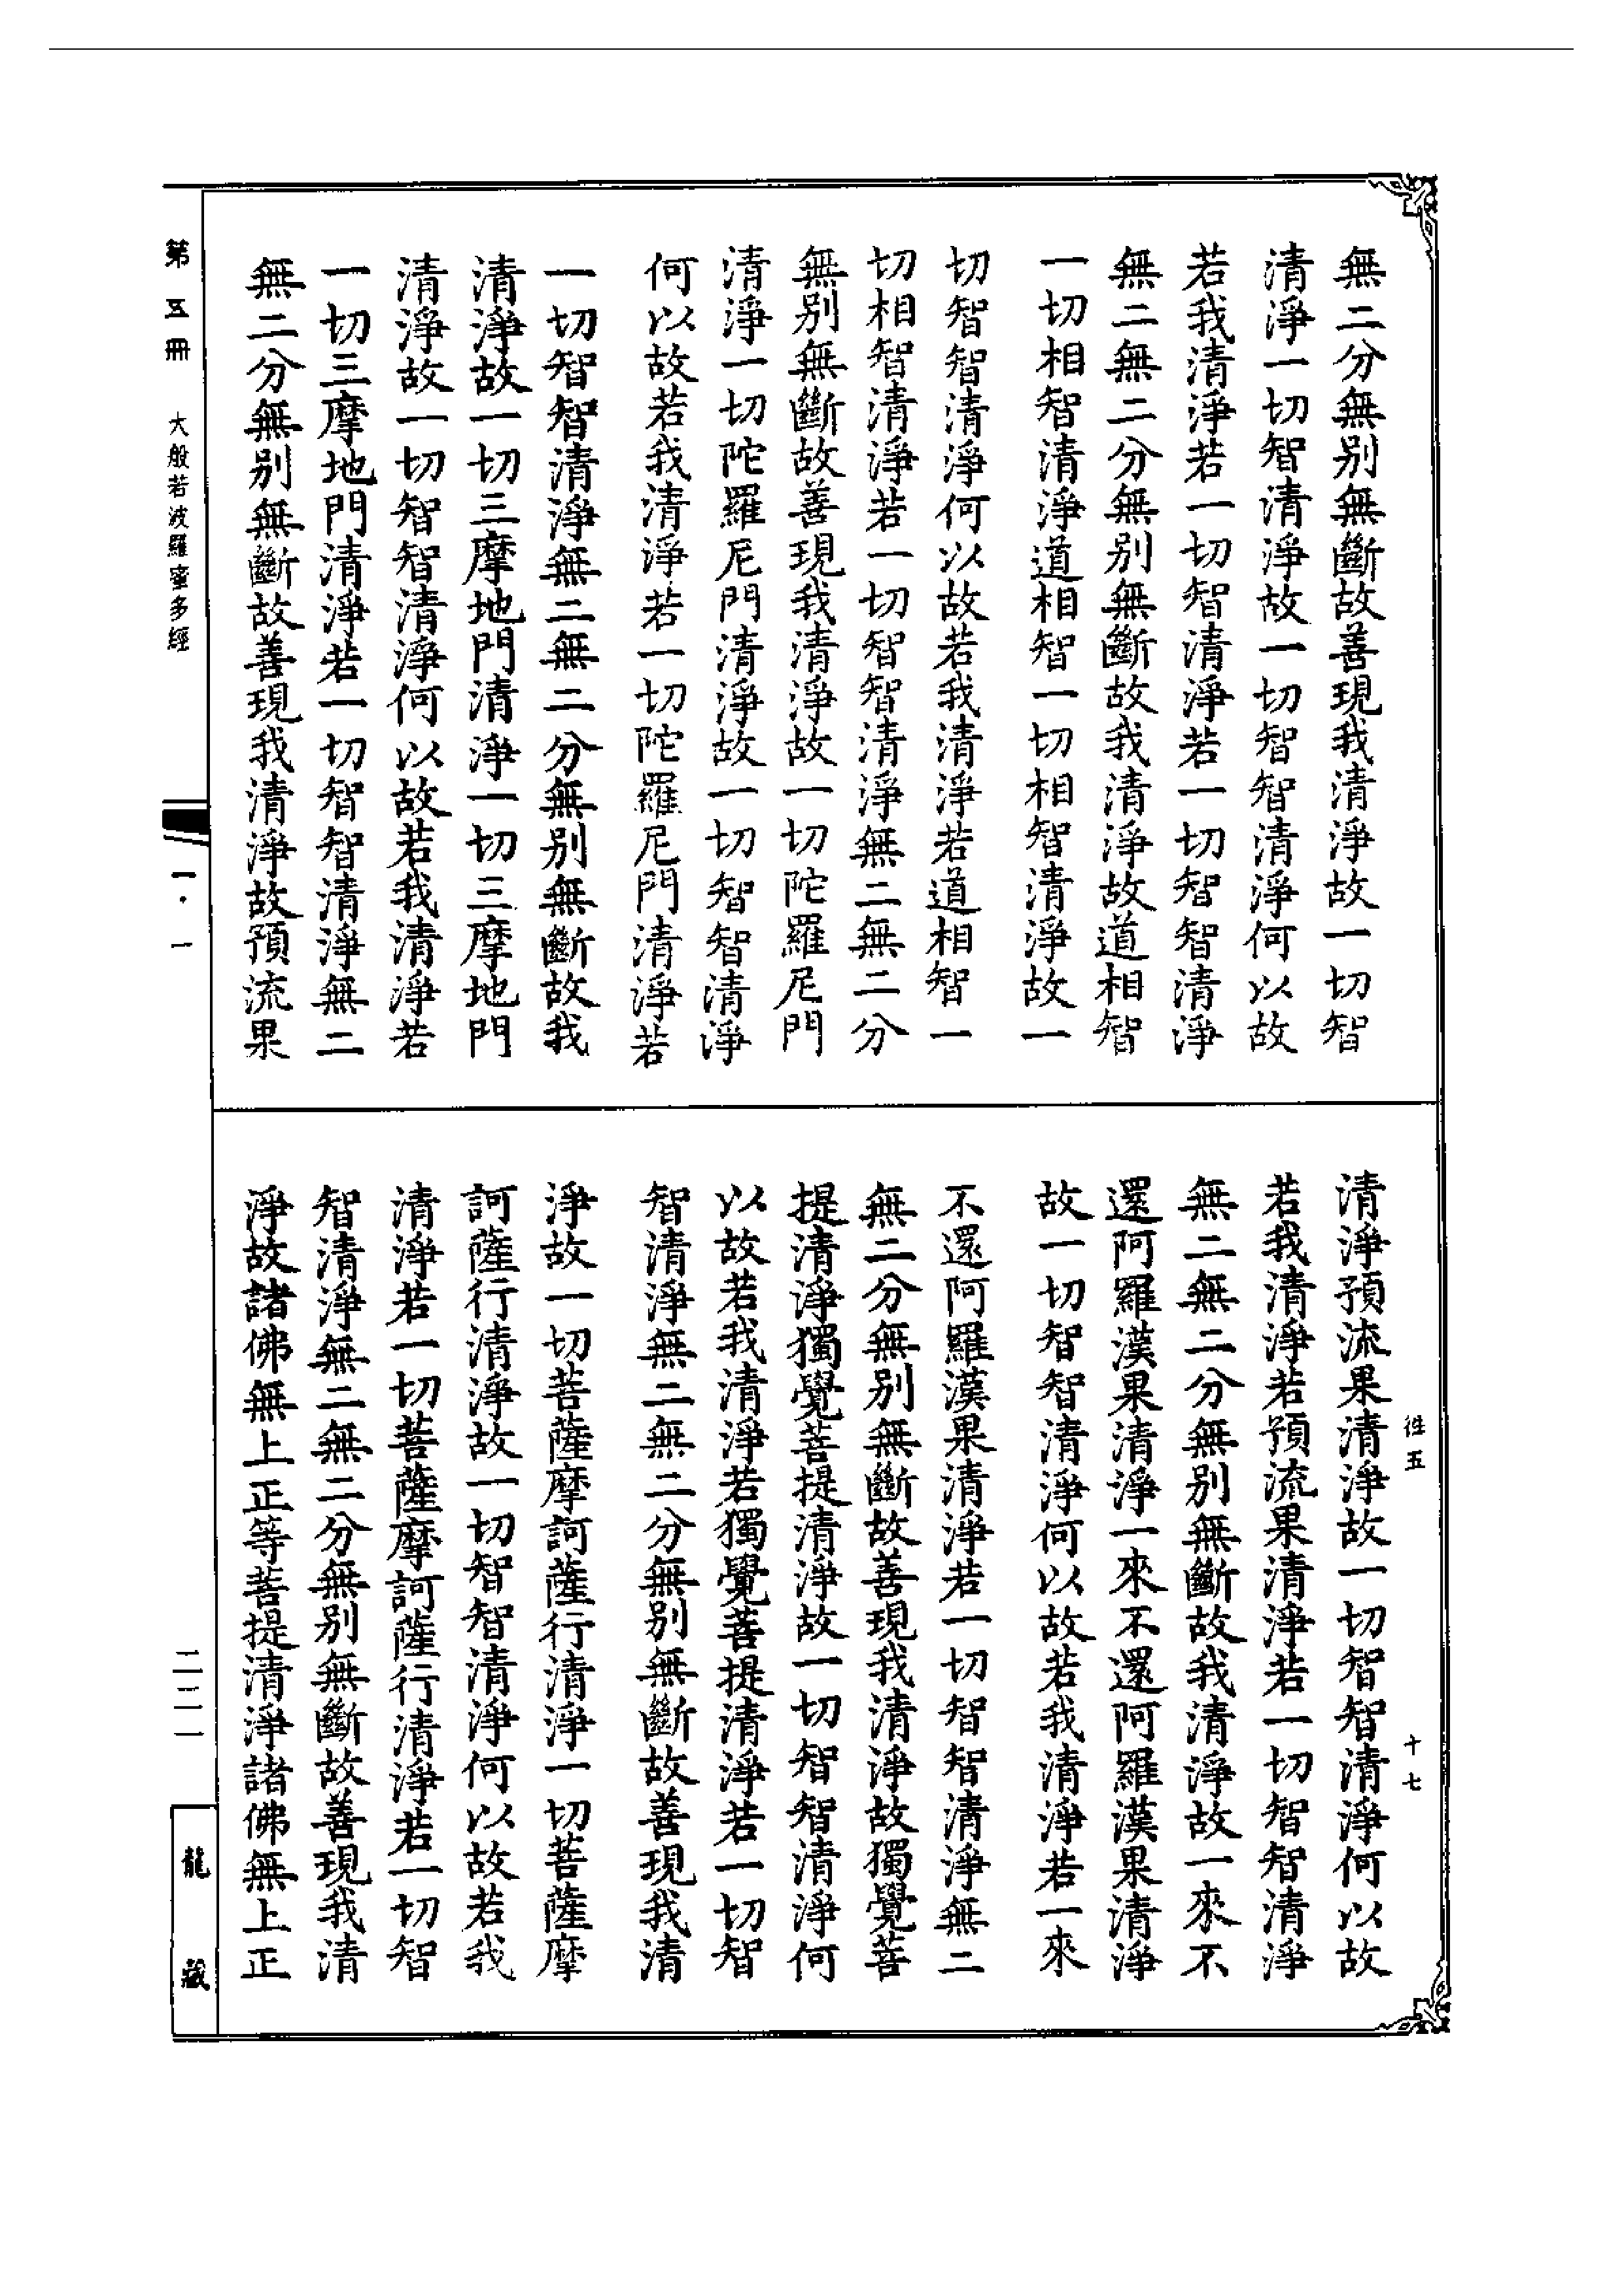 無二分無别無斷故善現我清淨故一切智
清淨一切智清淨故一切智智清淨何以故
若我清淨若一切智清淨若一切智智清淨
無二無二分無别無斷故我清淨故道相智
一切相智清淨道相智一切相智清淨故一
切智智清淨何以故若我清淨若道相智一
切相智清淨若一切智智清淨無二無二分
無别無斷故善現我清淨故一切陀羅尼門
清淨一切陀羅尼門清淨故一切智智清淨
何以故若我清淨若一切陀羅尼門清淨若
一切智智清淨無二無二分無别無斷故我
清淨故一切三摩地門清淨一切三摩地門
清淨故一切智智清淨何以故若我清淨若
一切三摩地門清淨若一切智智清淨無二
無二分無别無斷故善現我清淨故預流果
清淨預流果清淨故一切智智清淨何以故
若我清淨若預流果清淨若一切智智清淨
無二無二分無别無斷故我清淨故一來不
還阿羅漢果清淨一來不還阿羅漢果清淨
故一切智智清淨何以故若我清淨若一來
不還阿羅漢果清淨若一切智智清淨無二
無二分無别無斷故善現我清淨故獨覺菩
提清淨獨覺菩提清淨故一切智智清淨何
以故若我清淨若獨覺菩提清淨若一切智
智清淨無二無二分無别無斷故善現我清
淨故一切菩薩摩訶薩行清淨一切菩薩摩
訶薩行清淨故一切智智清淨何以故若我
清淨若一切菩薩摩訶薩行清淨若一切智
智清淨無二無二分無别無斷故善現我清
淨故諸佛無上正等菩提清淨諸佛無上正
徃五
十七
第五冊
大般若波羅蜜多經
一·一
二二一
龍藏